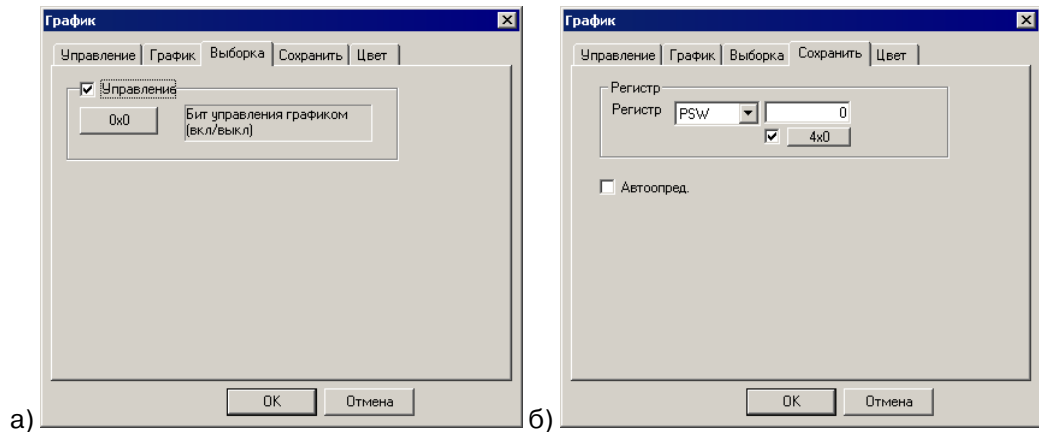 График
Управление График Выборка Сохранить Цвет
Управление
0x0
Бит управления графиком
(вкл/выкл)
OK Отмена
а)
График
Управление График Выборка Сохранить Цвет
Регистр
Регистр PSW 0
4x0
Автоопред.
OK Отмена
б)